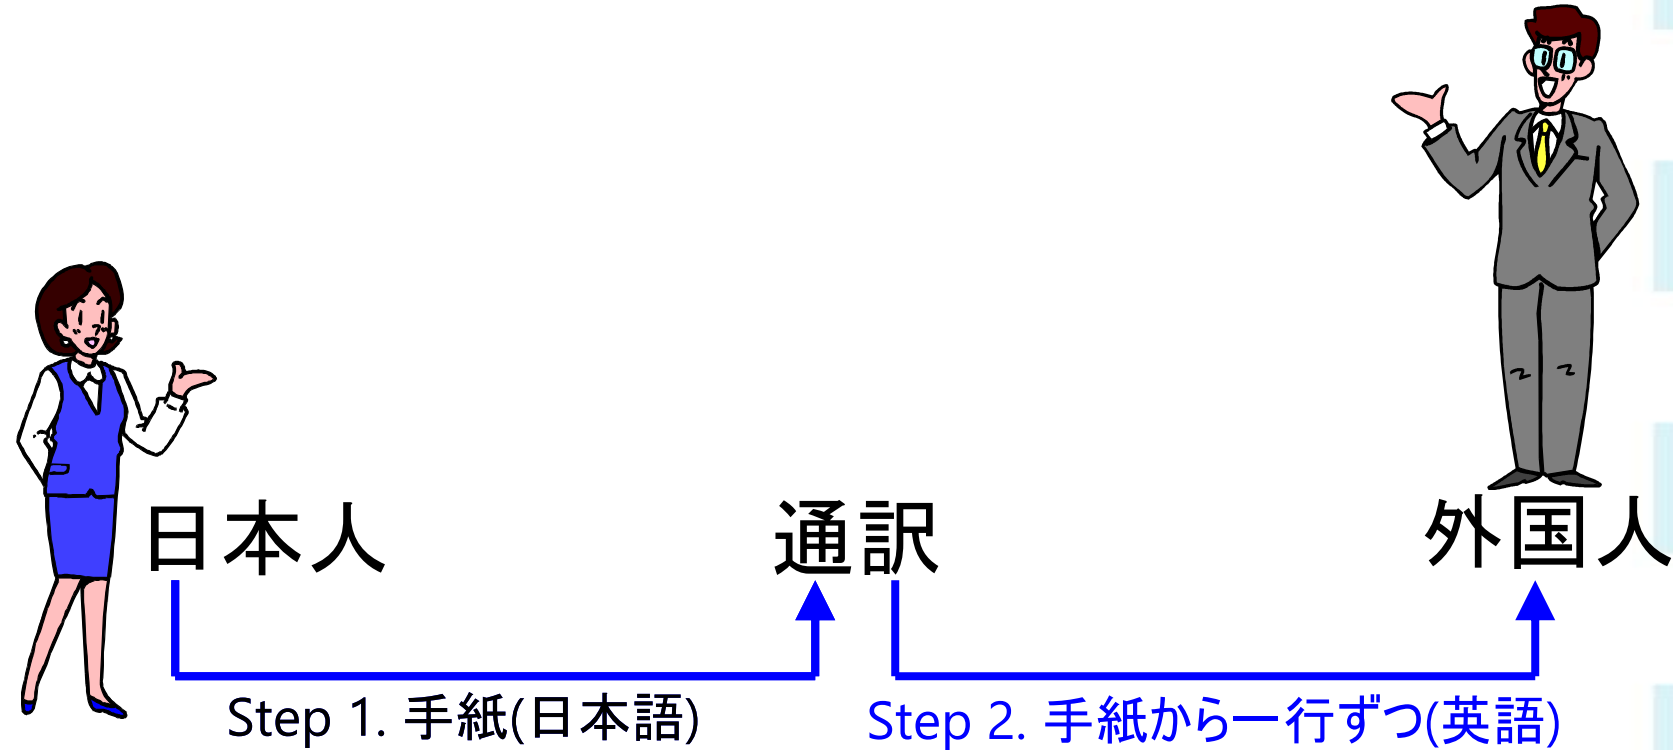 日本人
通訳
外国人
Step 1. 手紙(日本語)
Step 2. 手紙から一行ずつ(英語)